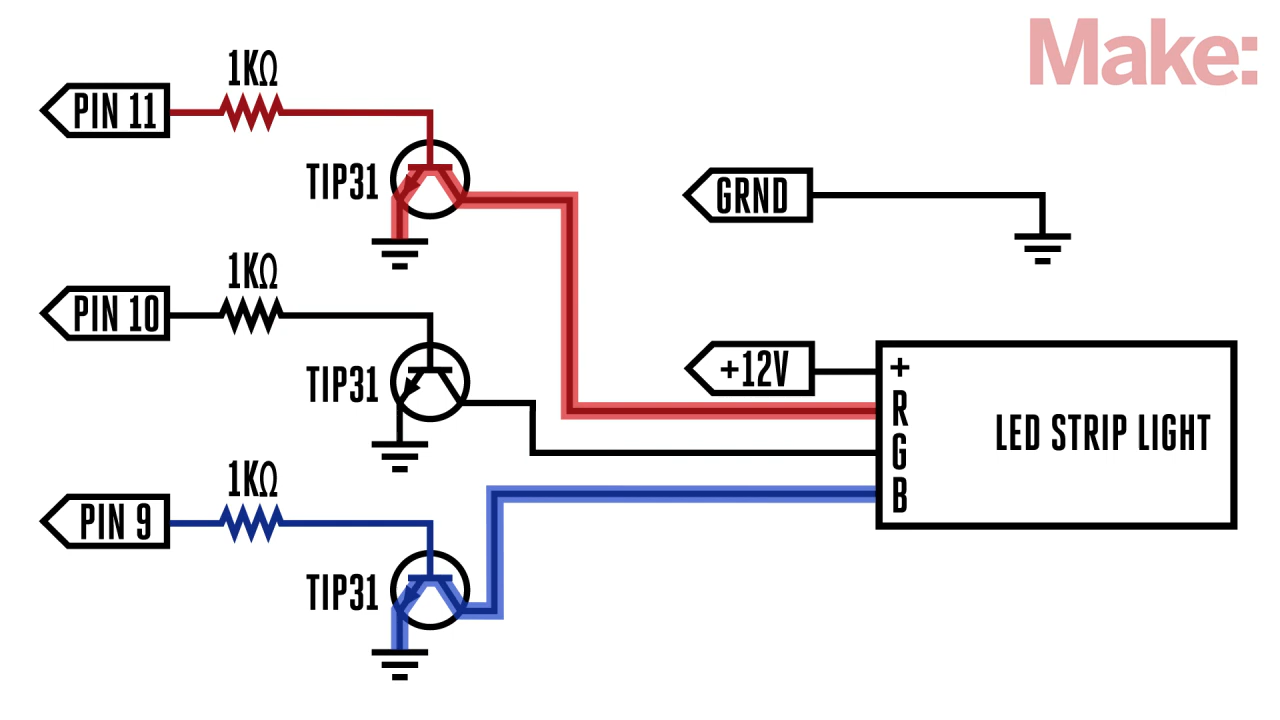 Make:
1KΩ
PIN 11
TIP31
GRND
1KΩ
PIN 10
TIP31
+12V
+
R
G
B
LED STRIP LIGHT
1KΩ
PIN 9
TIP31